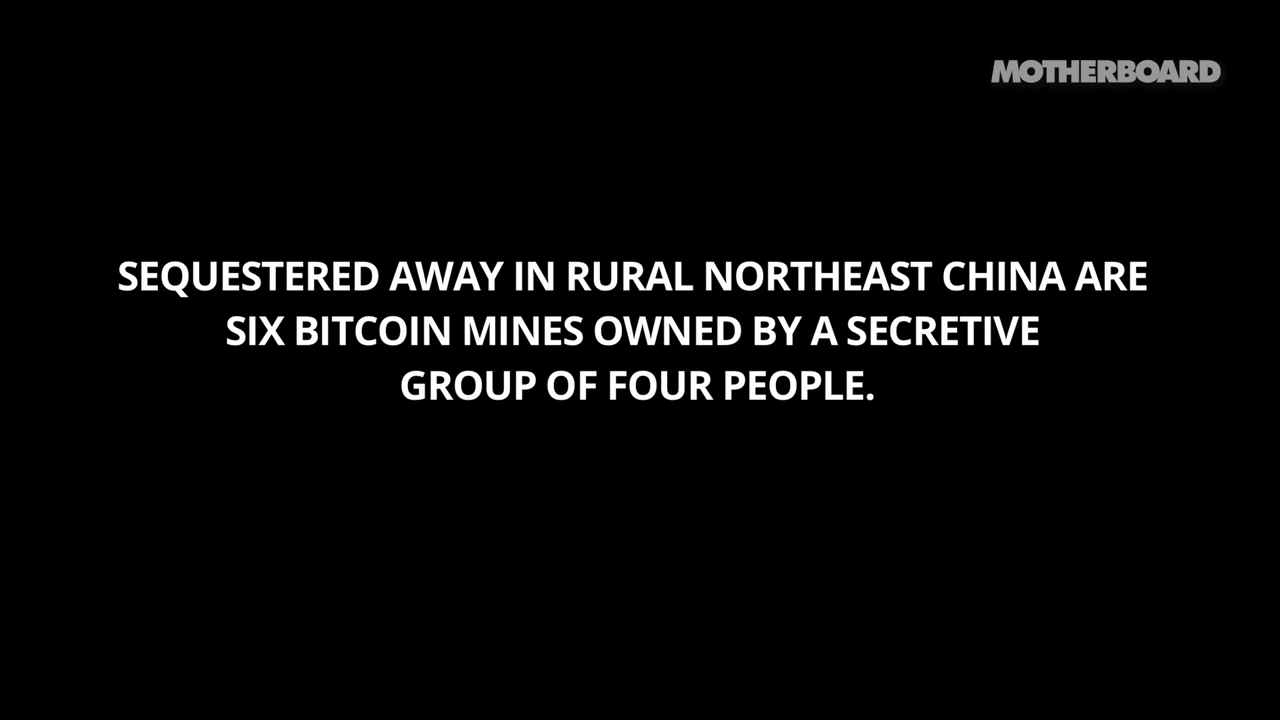 MOTHERBOARD
SEQUESTERED AWAY IN RURAL NORTHEAST CHINA ARE
SIX BITCOIN MINES OWNED BY A SECRETIVE
GROUP OF FOUR PEOPLE.